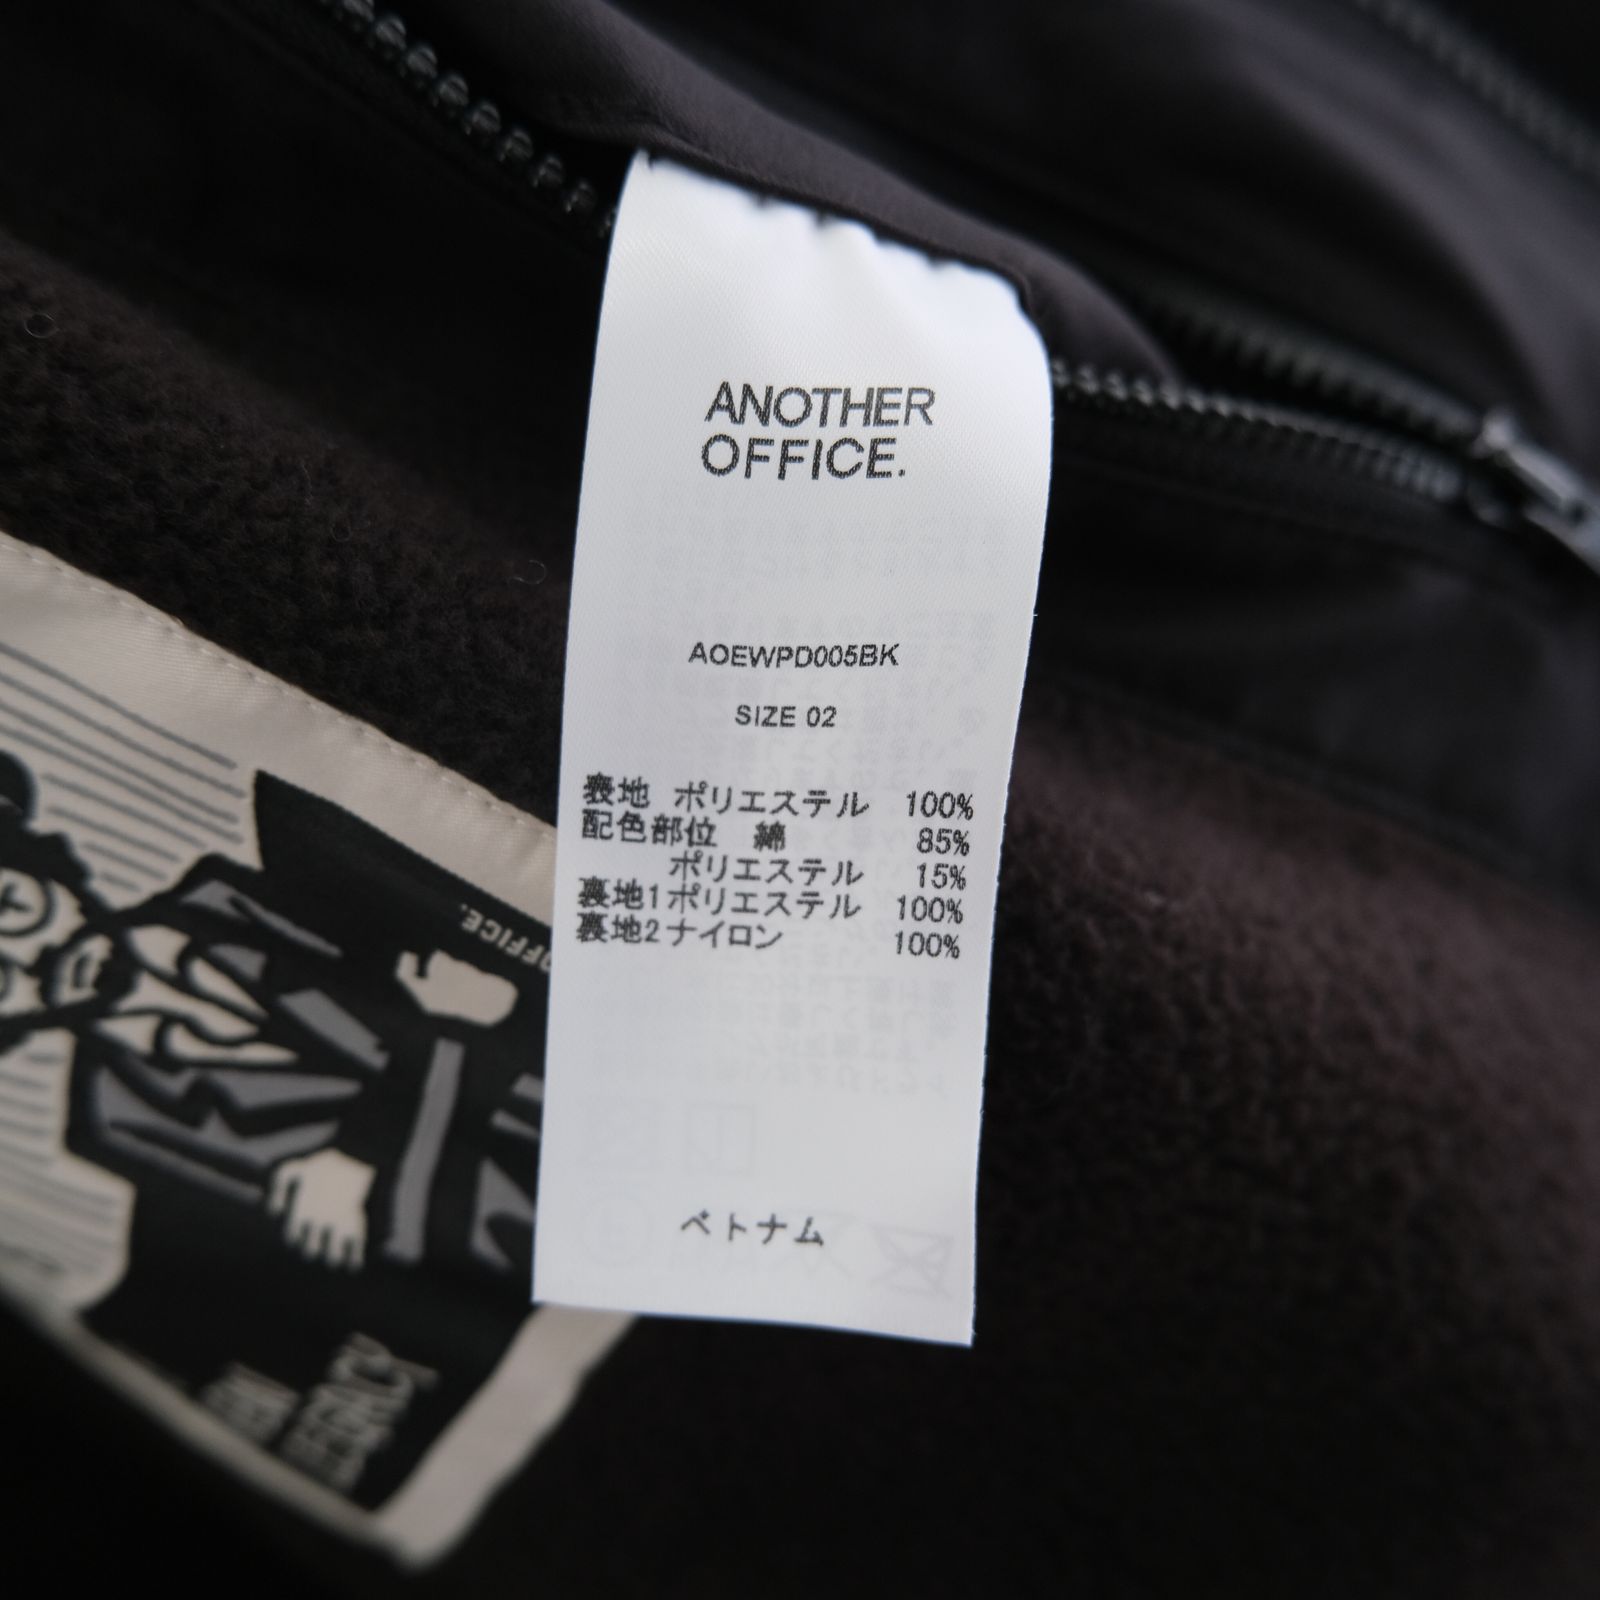 ANOTHER
OFFICE.
AOEWPD005BK
SIZE 02
表地 ポリエステル 100%
配色部位 綿 85%
ポリエステル 15%
裏地1ポリエステル 100%
裏地2ナイロン 100%
ベトナム
OFFICE.
LEGACY